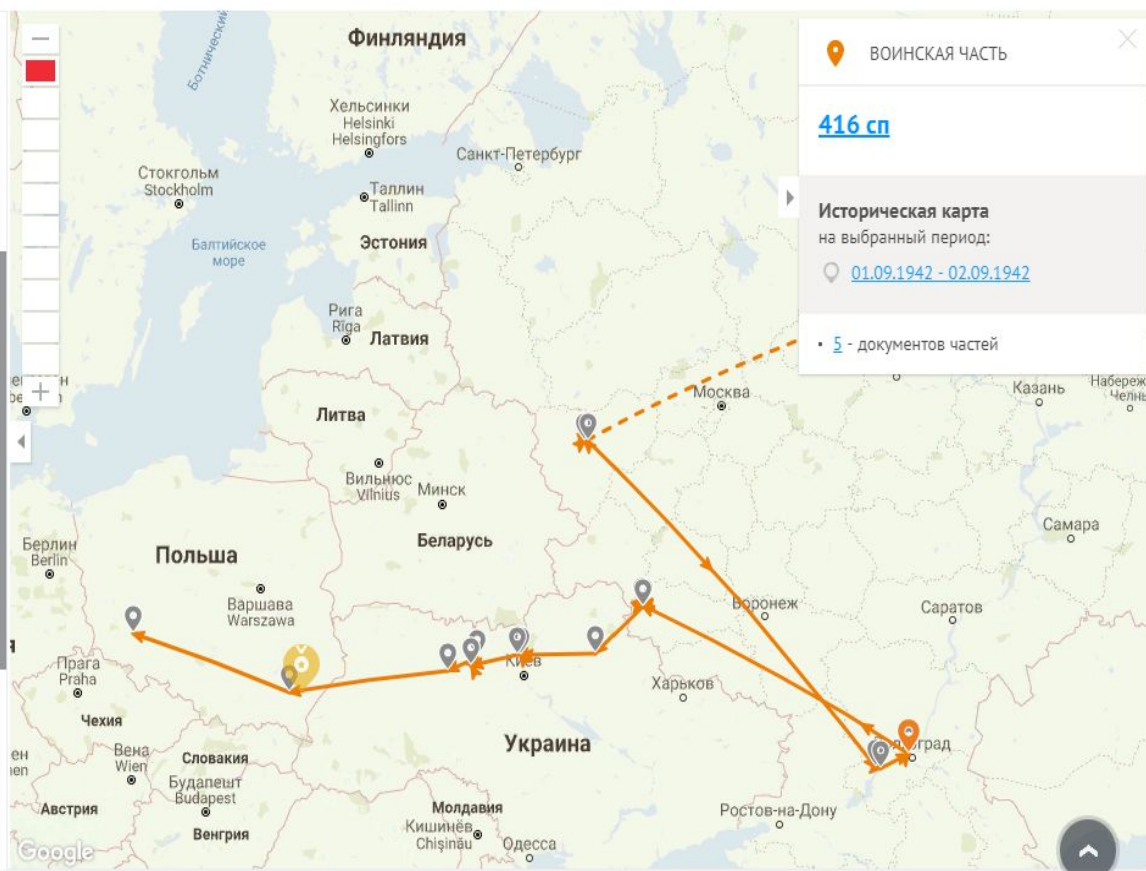 Финляндия
Ботнический
Хельсинки
Helsinki
Helsingfors
Санкт-Петербург
Стокгольм
Stockholm
Таллин
Tallinn
Эстония
Балтийское
море
Рига
Rīga
Латвия
Москва
Казань
Литва
Вильнюс
Vilnius
Минск
Беларусь
Самара
Берлин
Berlin
Польша
Варшава
Warszawa
Воронеж
Саратов
Прага
Praha
Киев
Харьков
Чехия
Украина
Вена
Wien
Словакия
Будапешт
Budapest
Австрия
Венгрия
Молдавия
Кишинёв
Chișinău
Одесса
Ростов-на-Дону
Google
ВОИНСКАЯ ЧАСТЬ
416 сп
Историческая карта
на выбранный период:
01.09.1942 - 02.09.1942
• 5 - документов частей